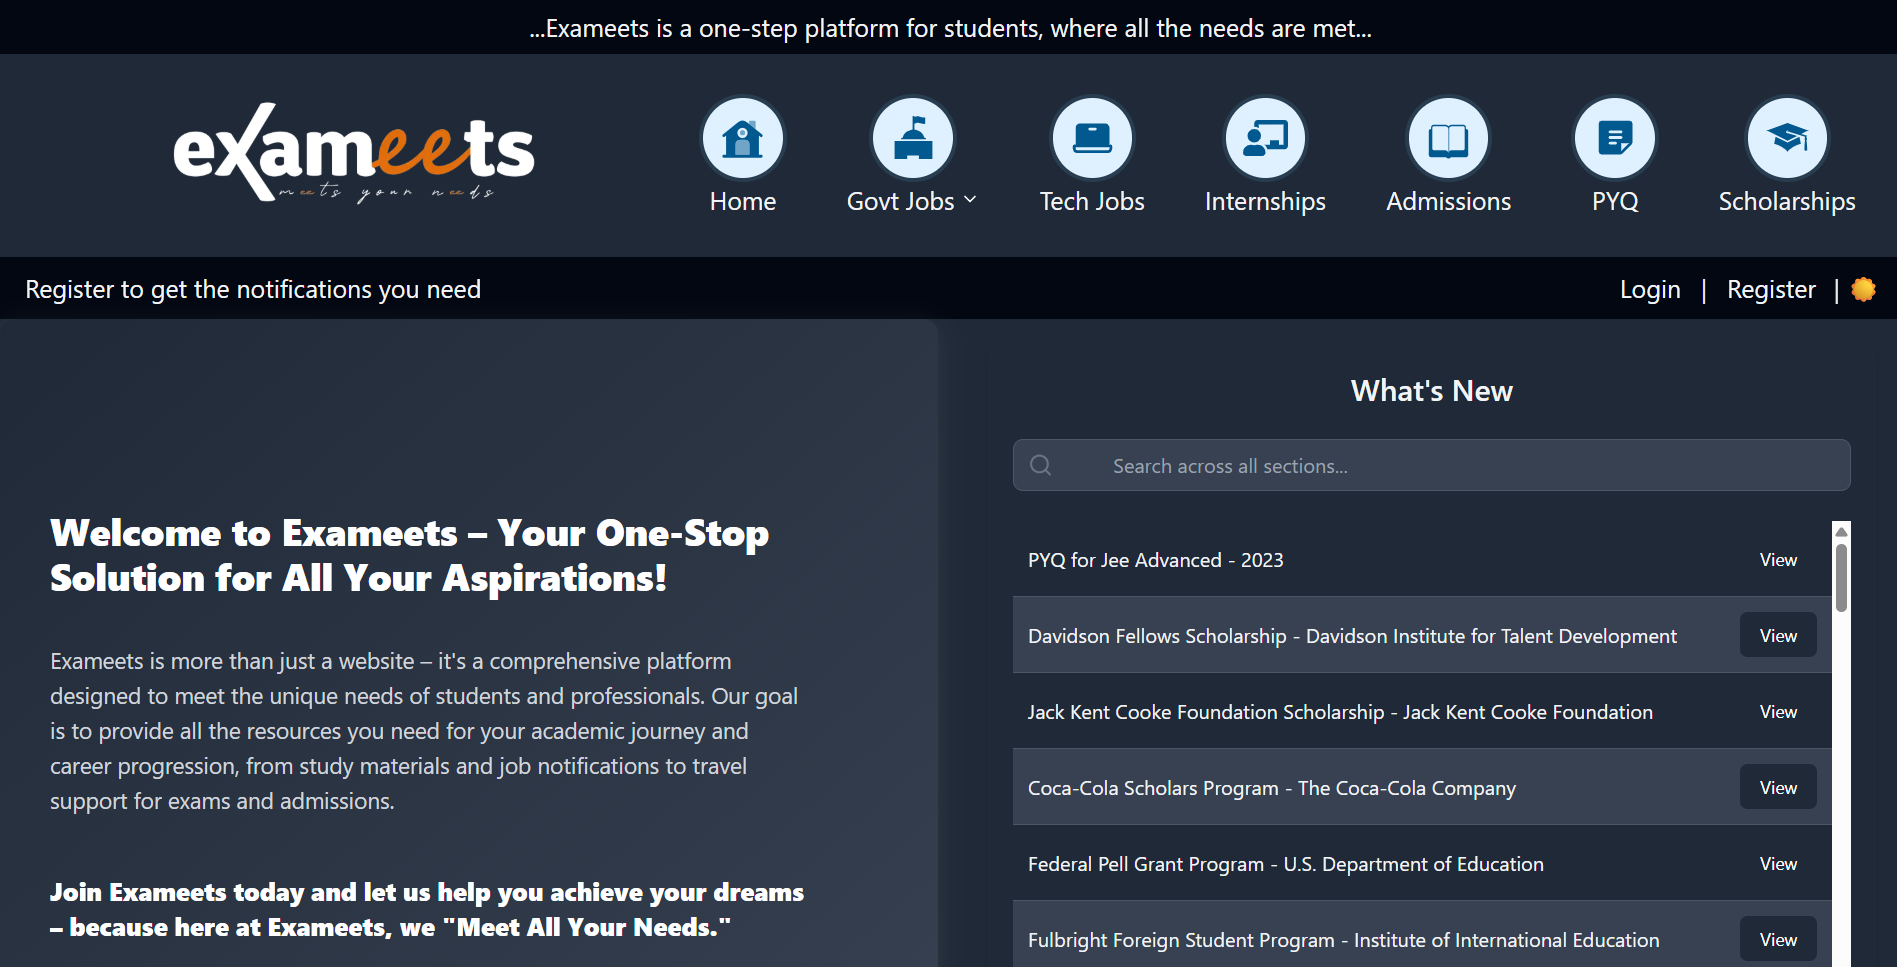 ...Exameets is a one-step platform for students, where all the needs are met...
exameets
meets your needs
Home
Govt Jobs
Tech Jobs
Internships
Admissions
PYQ
Scholarships
Register to get the notifications you need
Login | Register |
Welcome to Exameets – Your One-Stop
Solution for All Your Aspirations!
Exameets is more than just a website – it's a comprehensive platform
designed to meet the unique needs of students and professionals. Our goal
is to provide all the resources you need for your academic journey and
career progression, from study materials and job notifications to travel
support for exams and admissions.
Join Exameets today and let us help you achieve your dreams
– because here at Exameets, we "Meet All Your Needs."
What's New
Search across all sections...
PYQ for Jee Advanced - 2023 View
Davidson Fellows Scholarship - Davidson Institute for Talent Development View
Jack Kent Cooke Foundation Scholarship - Jack Kent Cooke Foundation View
Coca-Cola Scholars Program - The Coca-Cola Company View
Federal Pell Grant Program - U.S. Department of Education View
Fulbright Foreign Student Program - Institute of International Education View